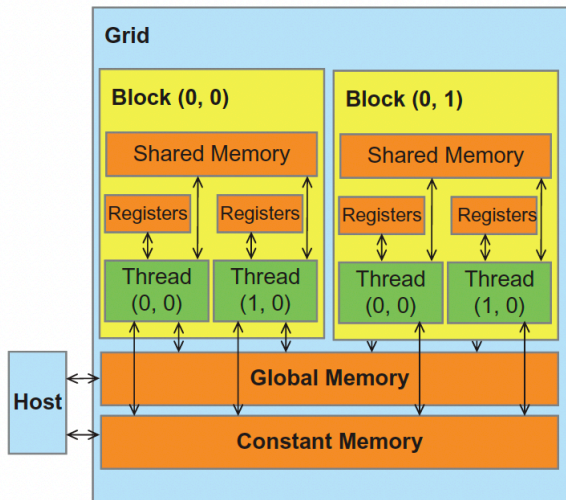 Grid
Block (0, 0)
Shared Memory
Registers
Registers
Thread
(0, 0)
Thread
(1, 0)
Block (0, 1)
Shared Memory
Registers
Registers
Thread
(0, 0)
Thread
(1, 0)
Host
Global Memory
Constant Memory